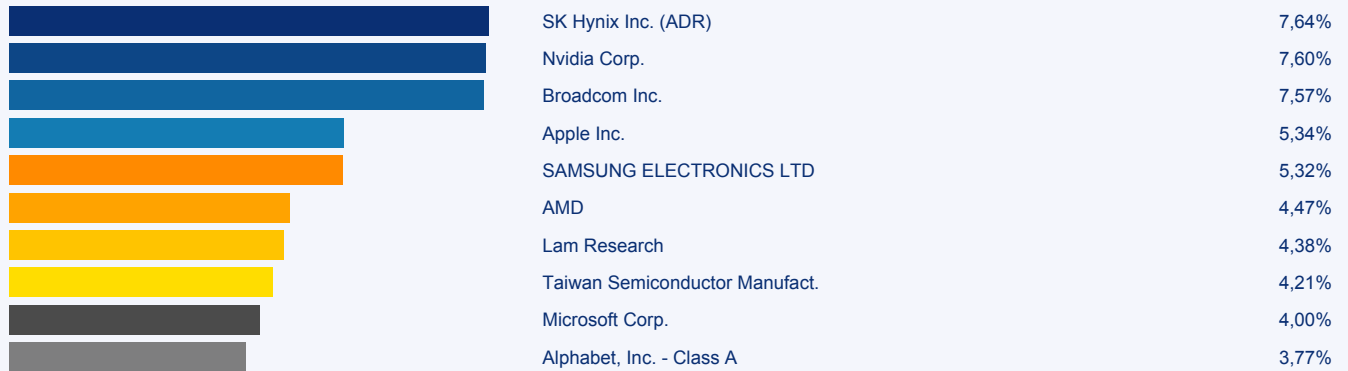 SK Hynix Inc. (ADR) 7,64%
Nvidia Corp. 7,60%
Broadcom Inc. 7,57%
Apple Inc. 5,34%
SAMSUNG ELECTRONICS LTD 5,32%
AMD 4,47%
Lam Research 4,38%
Taiwan Semiconductor Manufact. 4,21%
Microsoft Corp. 4,00%
Alphabet, Inc. - Class A 3,77%